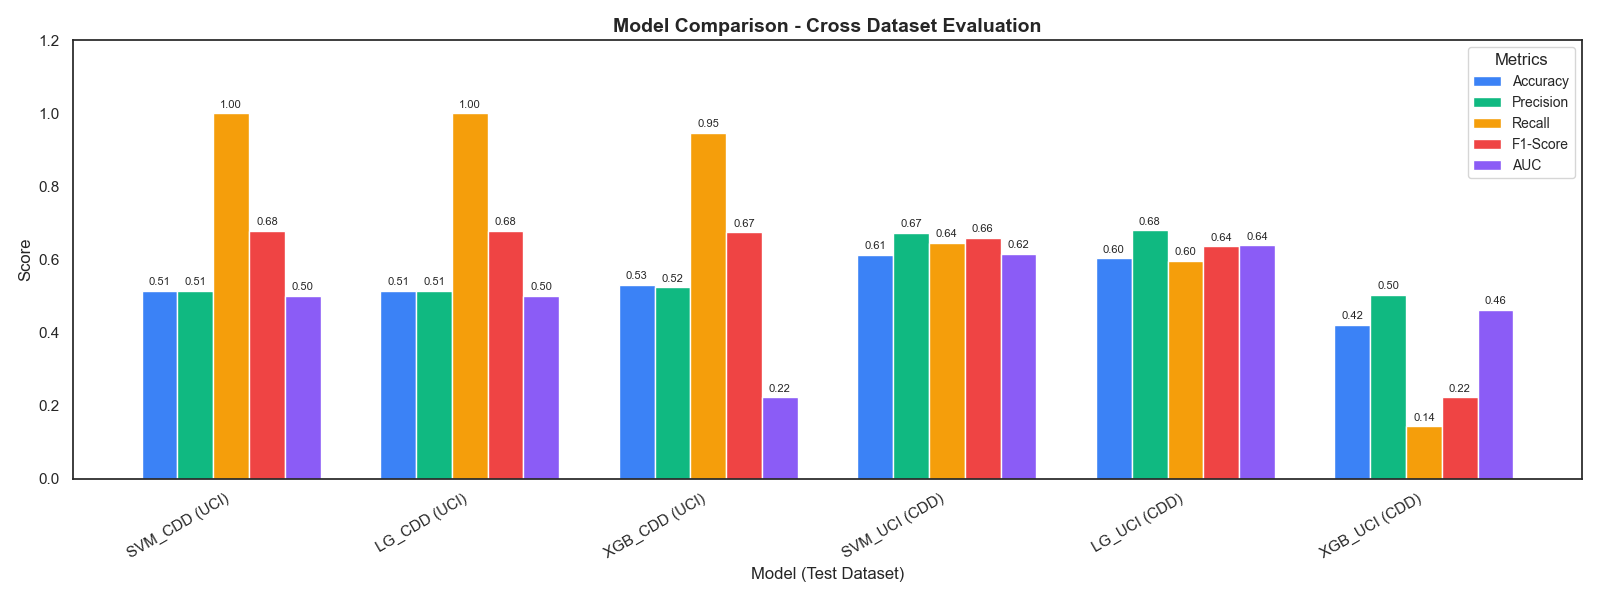 Model Comparison - Cross Dataset Evaluation
Metrics
Accuracy
Precision
Recall
F1-Score
AUC
Score
1.2
1.0
0.8
0.6
0.4
0.2
0.0
0.51 0.51 1.00 0.68 0.50
0.51 0.51 1.00 0.68 0.50
0.53 0.52 0.95 0.67 0.22
0.61 0.67 0.64 0.66 0.62
0.60 0.68 0.60 0.64 0.64
0.42 0.50 0.14 0.22 0.46
SVM_CDD (UCI)
LG_CDD (UCI)
XGB_CDD (UCI)
SVM_UCI (CDD)
LG_UCI (CDD)
XGB_UCI (CDD)
Model (Test Dataset)